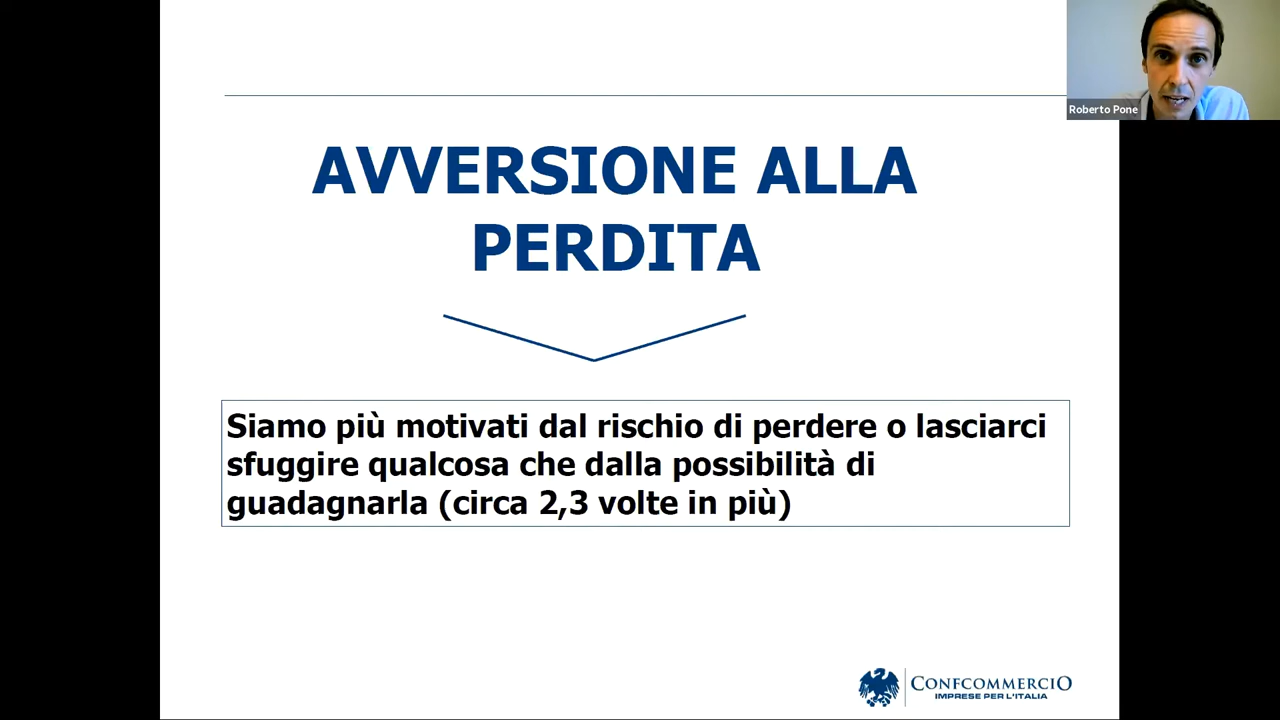 Roberto Pone
AVVERSIONE ALLA
PERDITA
Siamo più motivati dal rischio di perdere o lasciarci
sfuggire qualcosa che dalla possibilità di
guadagnarla (circa 2,3 volte in più)
CONFCOMMERCIO
IMPRESE PER L'ITALIA